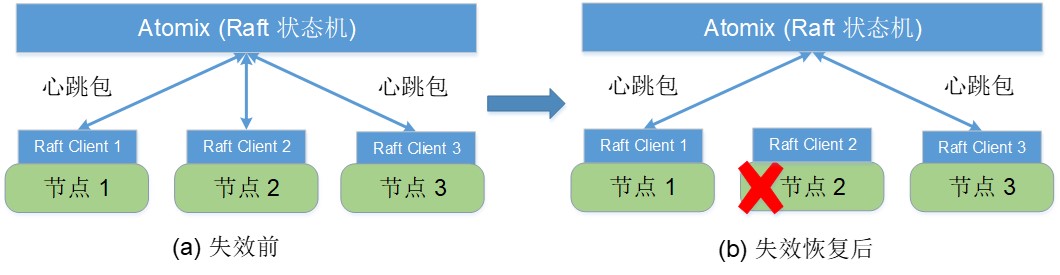 Atomix (Raft 状态机)
心跳包
心跳包
Raft Client 1
Raft Client 2
Raft Client 3
节点 1
节点 2
节点 3
(a) 失效前
Atomix (Raft 状态机)
心跳包
心跳包
Raft Client 1
Raft Client 2
Raft Client 3
节点 1
节点 2
节点 3
(b) 失效恢复后